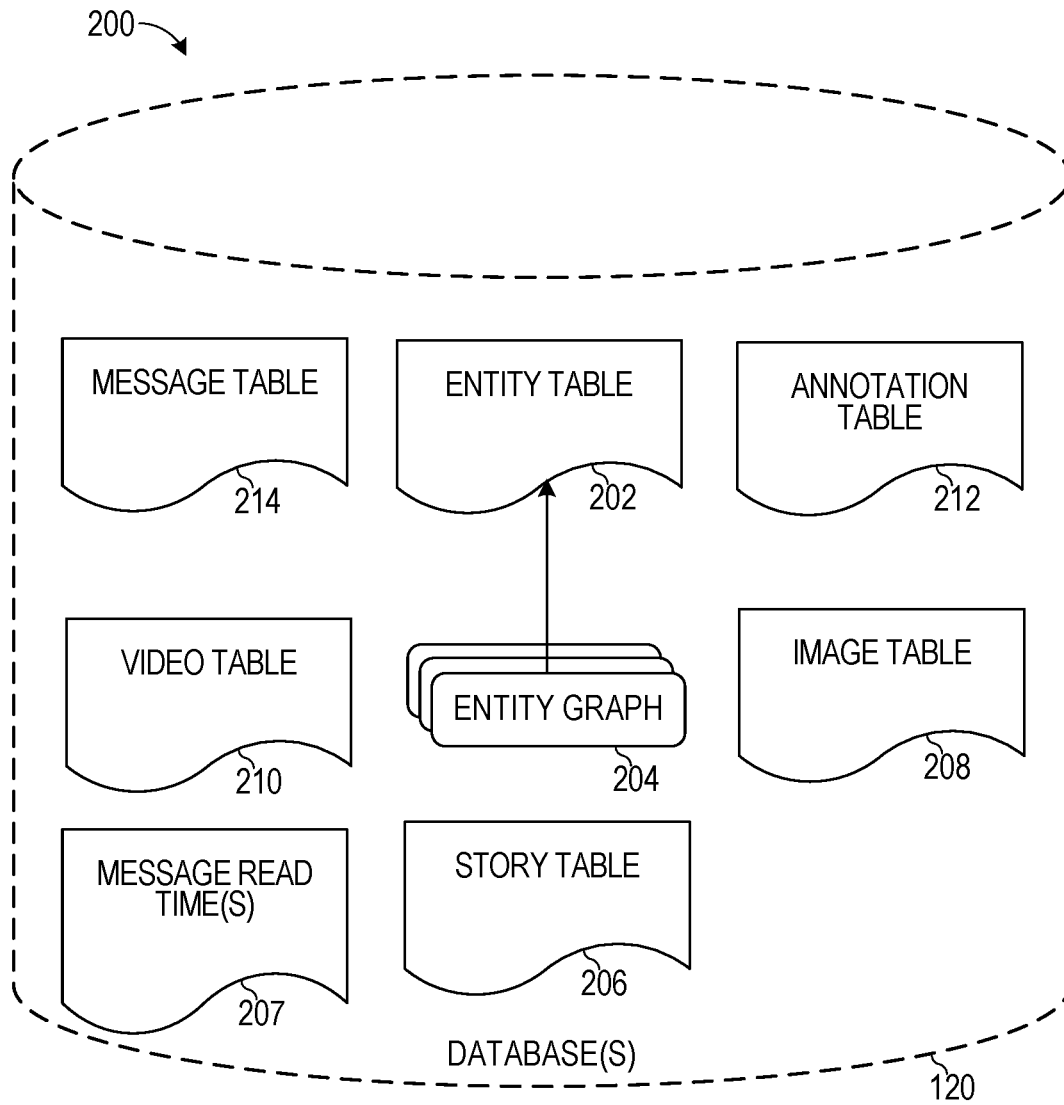 200
MESSAGE TABLE
214
ENTITY TABLE
202
ANNOTATION
TABLE
212
VIDEO TABLE
210
ENTITY GRAPH
204
IMAGE TABLE
208
MESSAGE READ
TIME(S)
207
STORY TABLE
206
DATABASE(S)
120